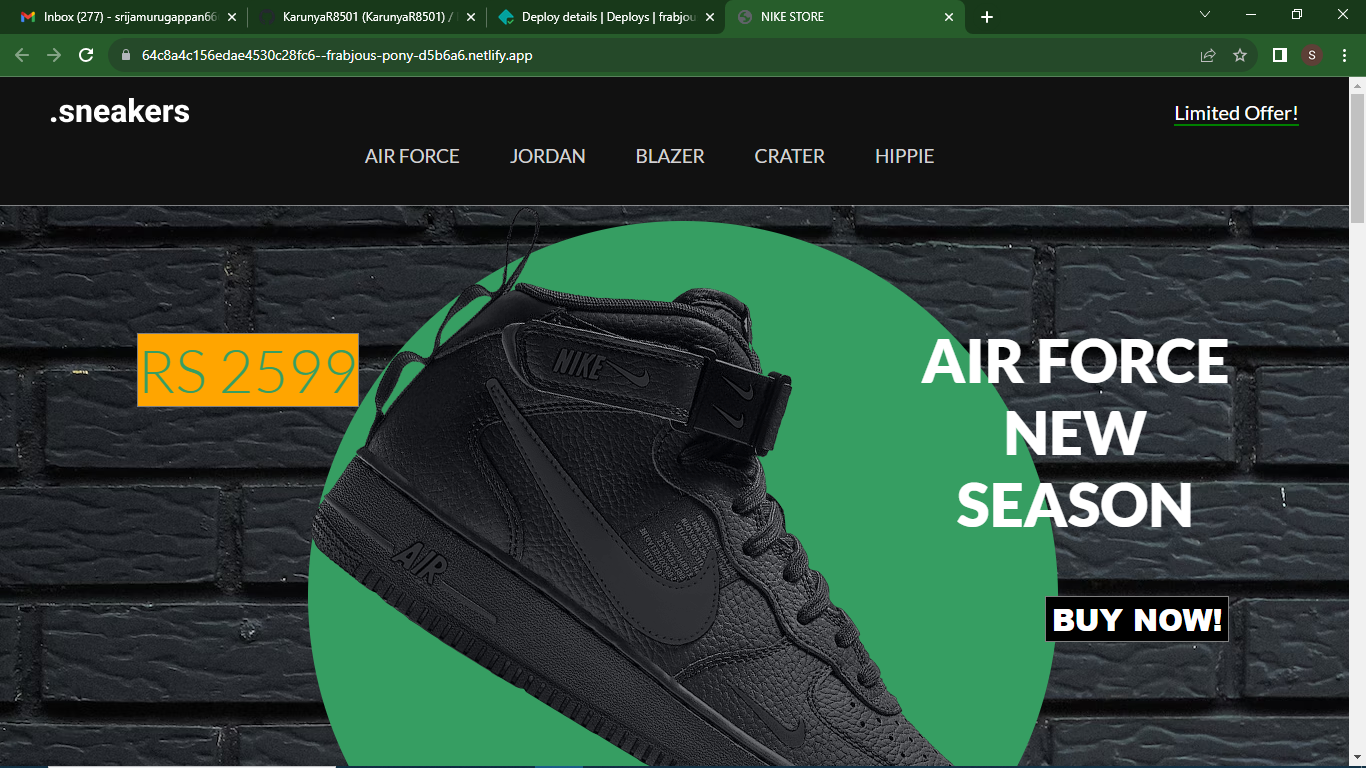 Inbox (277) - srijamurugappan66
KarunyaR8501 (KarunyaR8501) /
Deploy details | Deploys | frabjou
NIKE STORE
64c8a4c156edae4530c28fc6--frabjous-pony-d5b6a6.netlify.app
S
.sneakers
Limited Offer!
AIR FORCE
JORDAN
BLAZER
CRATER
HIPPIE
RS 2599
NIKE
AIR FORCE
NEW
SEASON
AIR
BUY NOW!